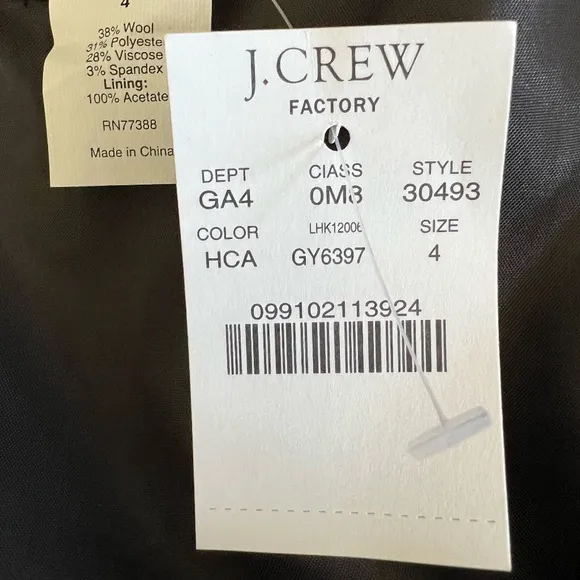 4
38% Wool
31% Polyester
28% Viscose
3% Spandex
Lining:
100% Acetate
RN77388
Made in China
J.CREW
FACTORY
DEPT CIASS STYLE
GA4 0M8 30493
COLOR LHK12006 SIZE
HCA GY6397 4
099102113924